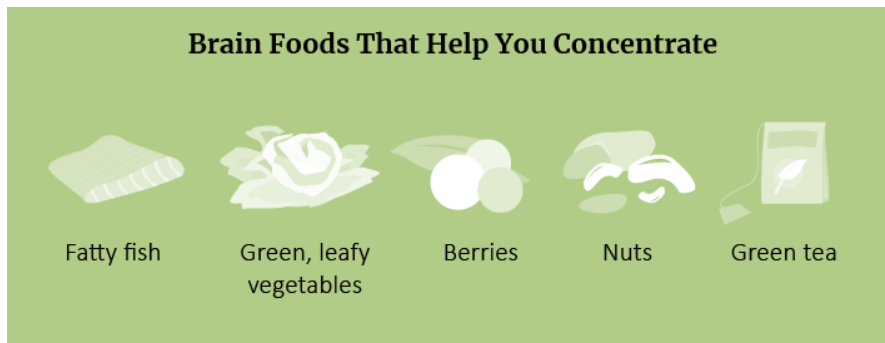 Brain Foods That Help You Concentrate
Fatty fish
Green, leafy
vegetables
Berries
Nuts
Green tea